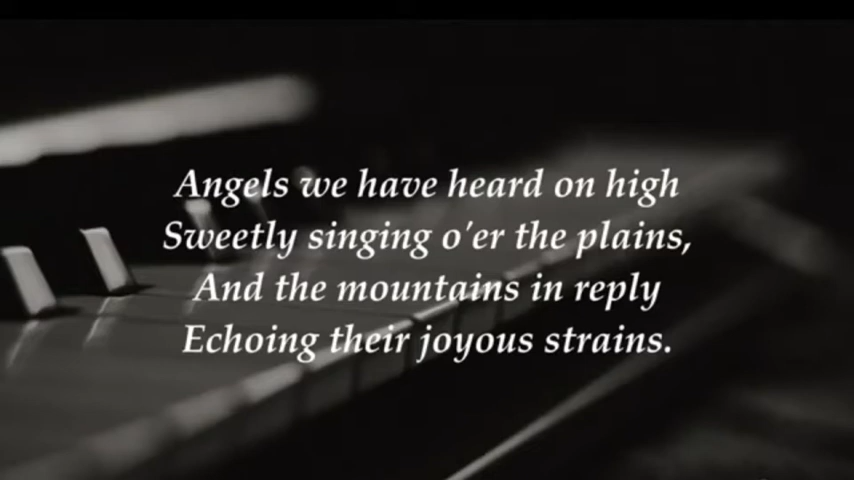 Angels we have heard on high
Sweetly singing o'er the plains,
And the mountains in reply
Echoing their joyous strains.